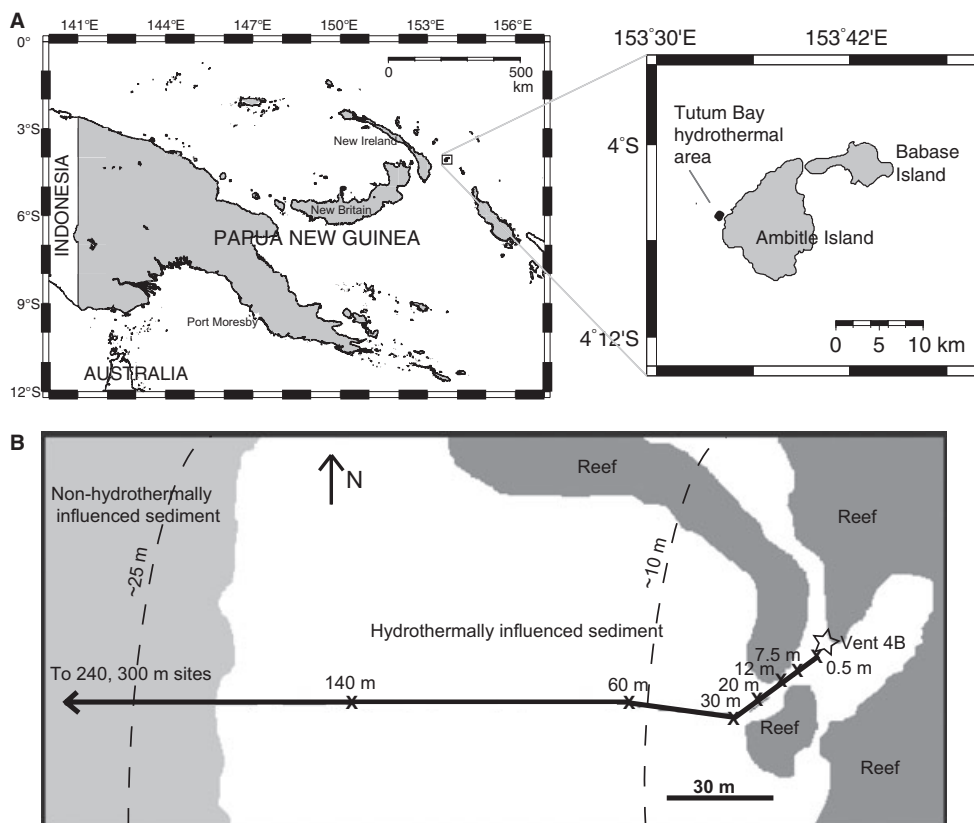 A
141°E 144°E 147°E 150°E 153°E 156°E
0°
3°S
6°S
9°S
12°S
0 500
km
New Ireland
New Britain
INDONESIA
PAPUA NEW GUINEA
Port Moresby
AUSTRALIA
153°30'E 153°42'E
4°S
4°12'S
Tutum Bay
hydrothermal
area
Babase
Island
Ambitle Island
0 5 10 km
B
Non-hydrothermally
influenced sediment
N
Reef
Reef
~25 m
~10 m
Hydrothermally influenced sediment
Vent 4B
7.5 m
0.5 m
12 m
To 240, 300 m sites
140 m
60 m
20 m
30 m
Reef
Reef
30 m